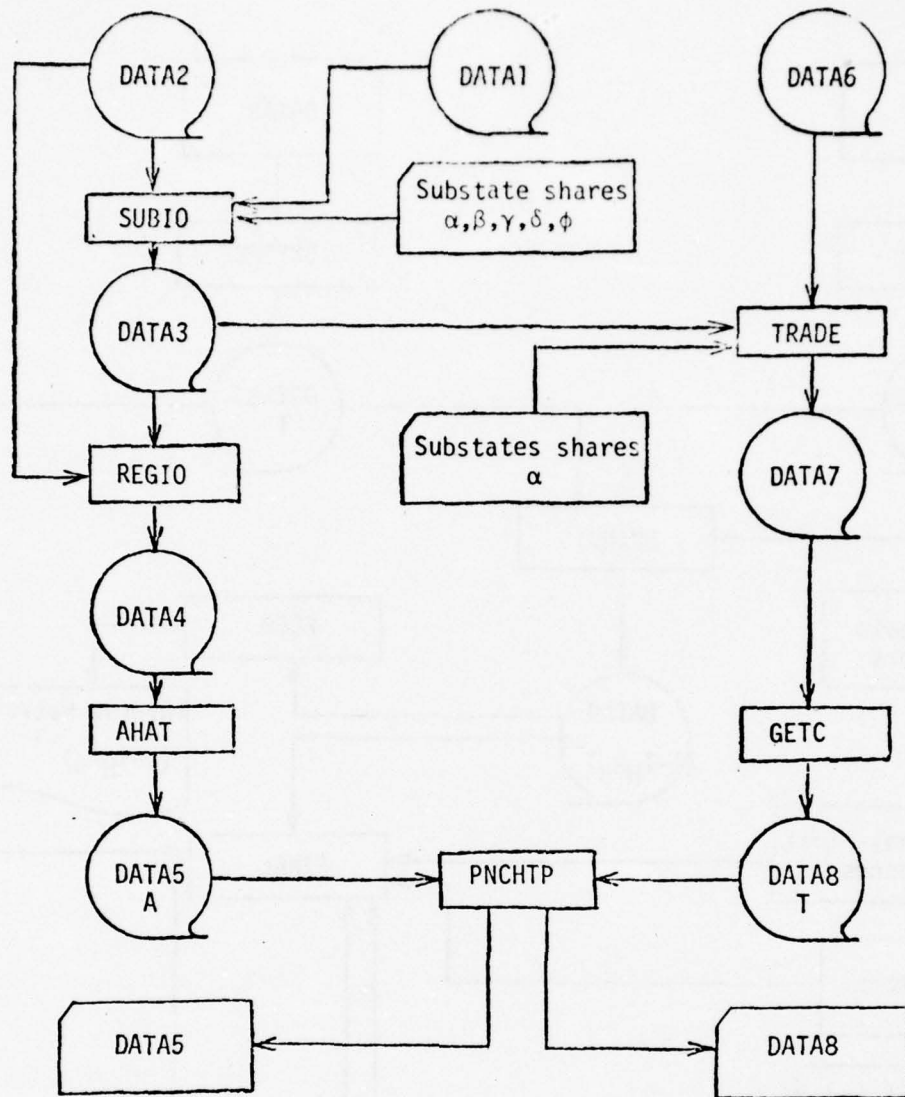 DATA2
DATA1
DATA6
Substate shares
α,β,γ,δ,φ
SUBIO
DATA3
TRADE
Substates shares
α
REGIO
DATA7
DATA4
AHAT
GETC
DATA5
A
PNCHTP
DATA8
T
DATA5
DATA8